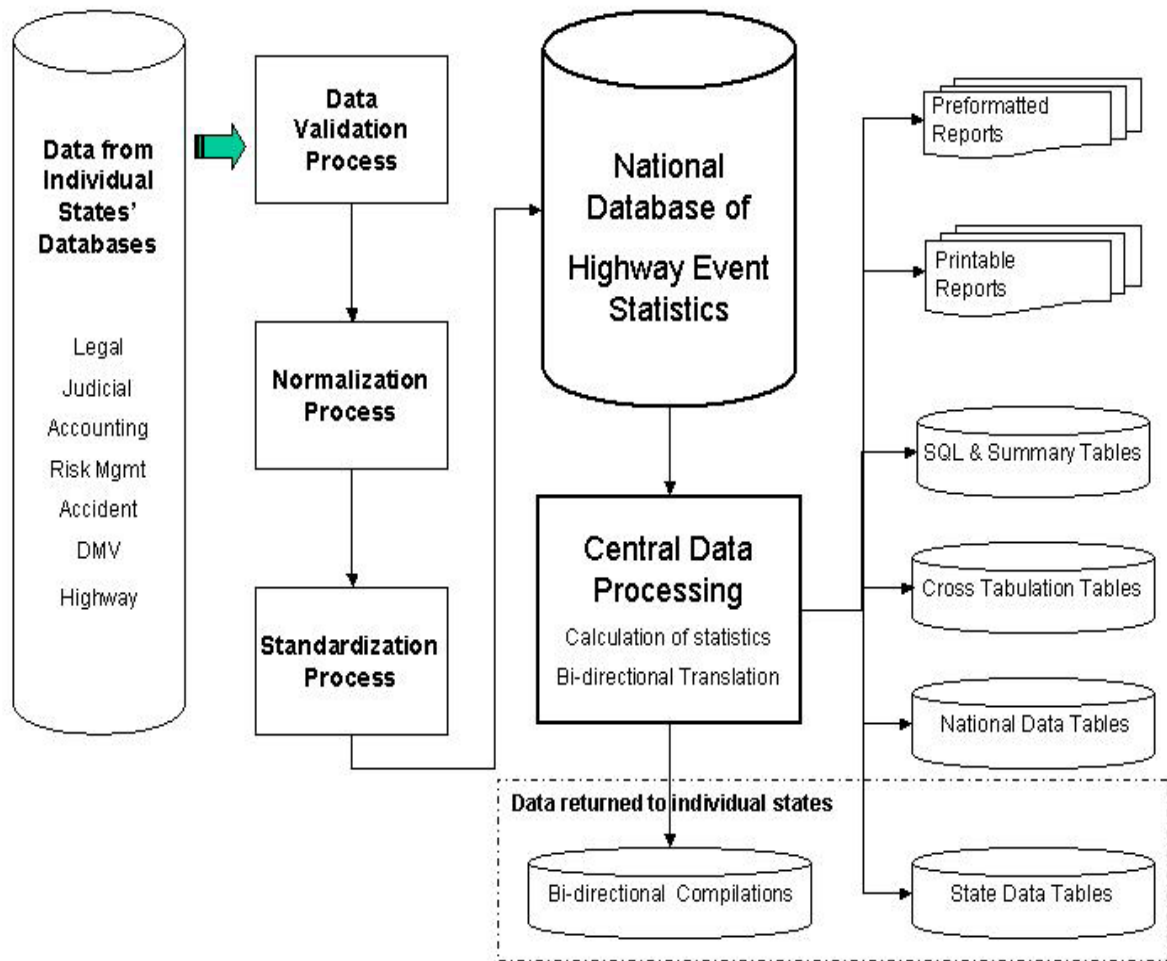 Data from
Individual
States’
Databases
Legal
Judicial
Accounting
Risk Mgmt
Accident
DMV
Highway
Data
Validation
Process
Normalization
Process
Standardization
Process
National
Database of
Highway Event
Statistics
Central Data
Processing
Calculation of statistics
Bi-directional Translation
Preformatted
Reports
Printable
Reports
SQL & Summary Tables
Cross Tabulation Tables
National Data Tables
Data returned to individual states
Bi-directional Compilations
State Data Tables